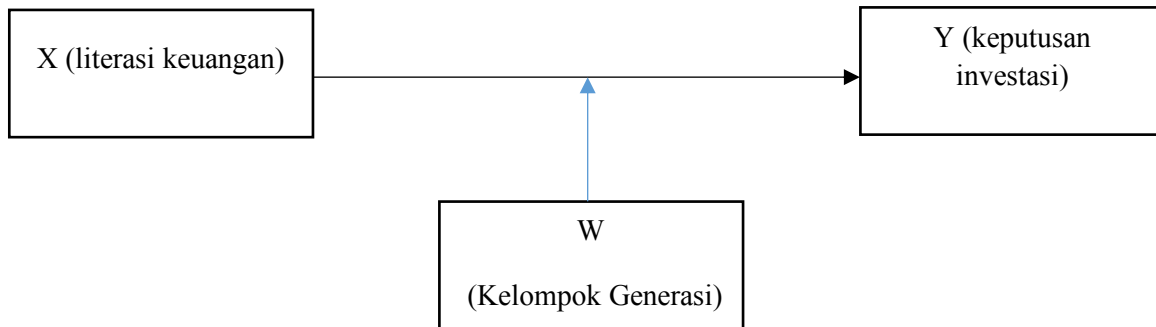 X (literasi keuangan)
Y (keputusan
investasi)
W
(Kelompok Generasi)